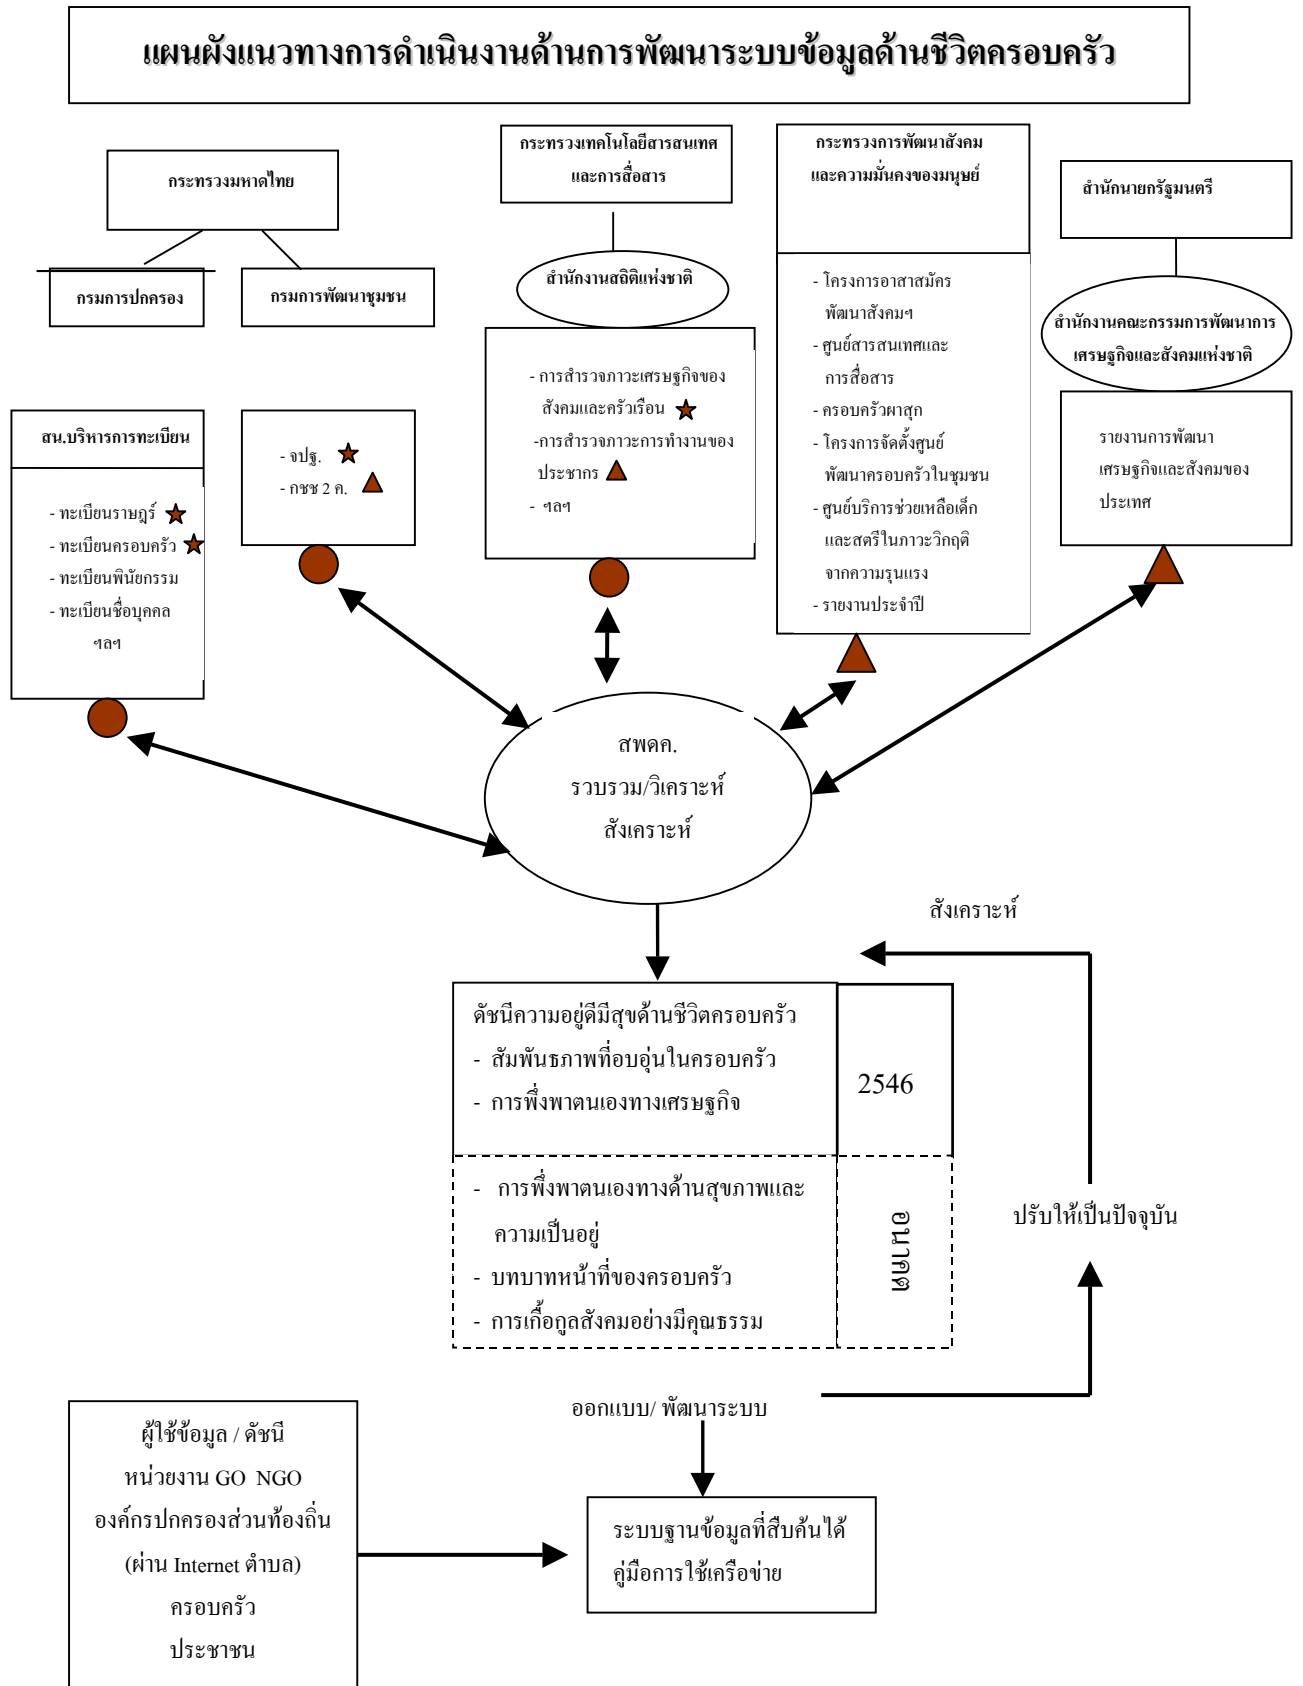 แผนผังแนวทางการดำเนินงานด้านการพัฒนาระบบข้อมูลด้านชีวิตครอบครัว
กระทรวงมหาดไทย
กรมการปกครอง
กรมการพัฒนาชุมชน
สน.บริหารการทะเบียน
- ทะเบียนราษฎร์
- ทะเบียนครอบครัว
- ทะเบียนพินัยกรรม
- ทะเบียนชื่อบุคคล
ฯลฯ
- จปฐ.
- กชช 2 ค.
กระทรวงเทคโนโลยีสารสนเทศ
และการสื่อสาร
สำนักงานสถิติแห่งชาติ
- การสำรวจภาวะเศรษฐกิจของ
สังคมและครัวเรือน
-การสำรวจภาวะการทำงานของ
ประชากร
- ฯลฯ
กระทรวงการพัฒนาสังคม
และความมั่นคงของมนุษย์
- โครงการอาสาสมัคร
พัฒนาสังคมฯ
- ศูนย์สารสนเทศและ
การสื่อสาร
- ครอบครัวผาสุก
- โครงการจัดตั้งศูนย์
พัฒนาครอบครัวในชุมชน
- ศูนย์บริการช่วยเหลือเด็ก
และสตรีในภาวะวิกฤติ
จากความรุนแรง
- รายงานประจำปี
สำนักนายกรัฐมนตรี
สำนักงานคณะกรรมการพัฒนาการ
เศรษฐกิจและสังคมแห่งชาติ
รายงานการพัฒนา
เศรษฐกิจและสังคมของ
ประเทศ
สพดค.
รวบรวม/วิเคราะห์
สังเคราะห์
สังเคราะห์
ดัชนีความอยู่ดีมีสุขด้านชีวิตครอบครัว
- สัมพันธภาพที่อบอุ่นในครอบครัว
- การพึ่งพาตนเองทางเศรษฐกิจ
2546
- การพึ่งพาตนเองทางด้านสุขภาพและ
ความเป็นอยู่
- บทบาทหน้าที่ของครอบครัว
- การเกื้อกูลสังคมอย่างมีคุณธรรม
อนาคต
ปรับให้เป็นปัจจุบัน
ออกแบบ/ พัฒนาระบบ
ผู้ใช้ข้อมูล / ดัชนี
หน่วยงาน GO NGO
องค์กรปกครองส่วนท้องถิ่น
(ผ่าน Internet ตำบล)
ครอบครัว
ประชาชน
ระบบฐานข้อมูลที่สืบค้นได้
คู่มือการใช้เครือข่าย